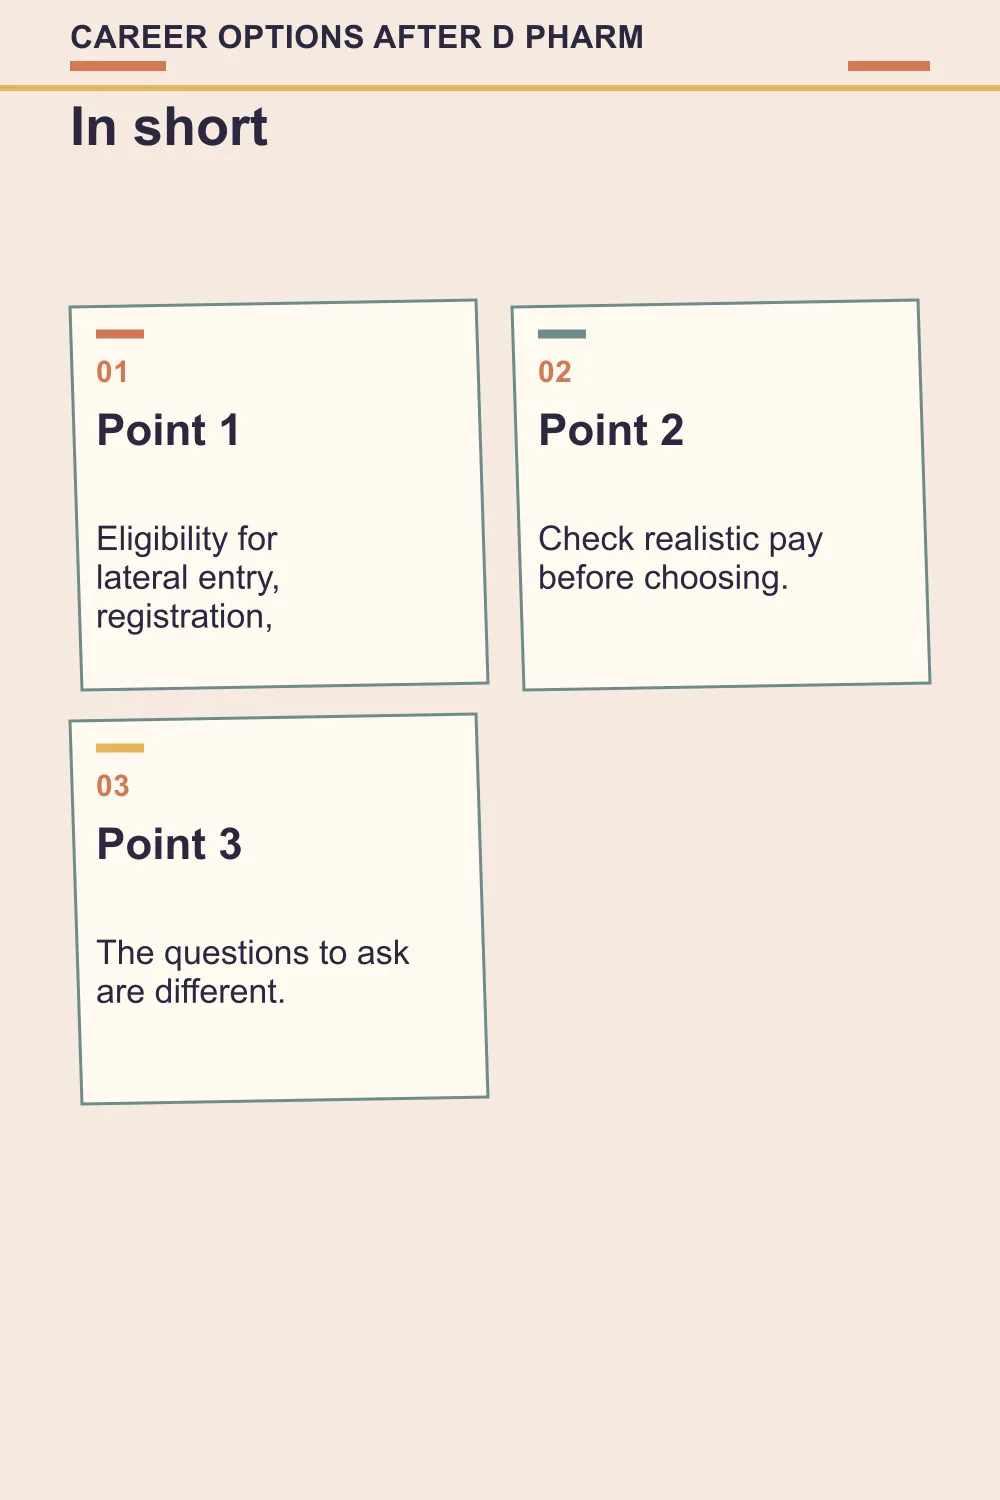 CAREER OPTIONS AFTER D PHARM
In short
01
Point 1
Eligibility for
lateral entry,
registration,
02
Point 2
Check realistic pay
before choosing.
03
Point 3
The questions to ask
are different.